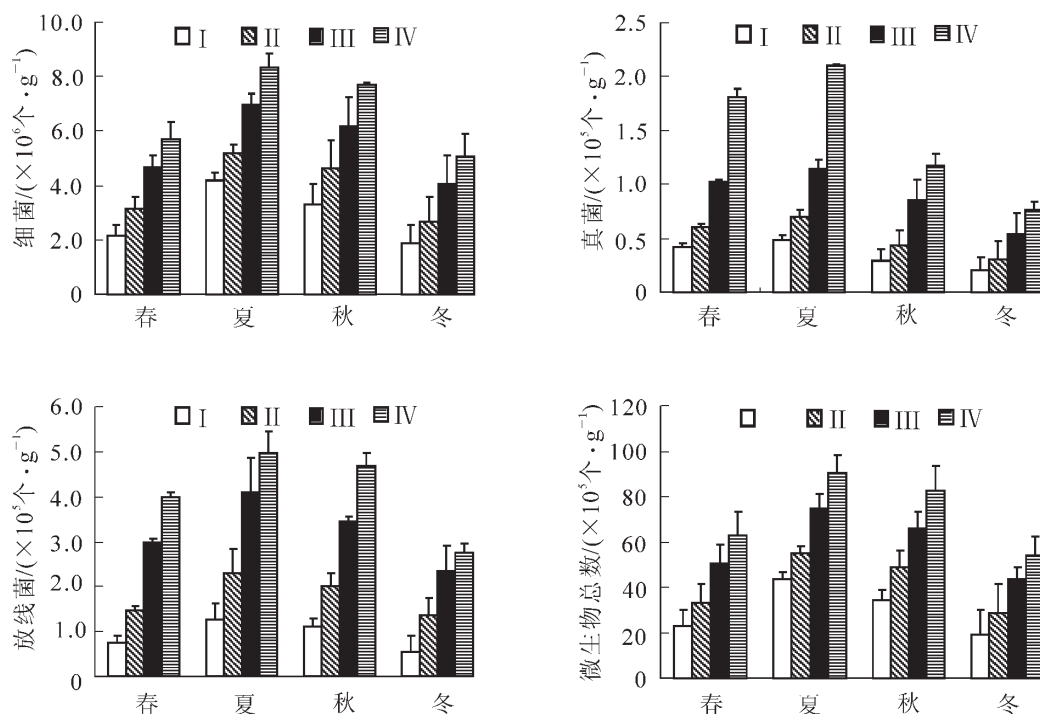 细菌/(×10⁶个·g⁻¹)
10.0
8.0
6.0
4.0
2.0
0
I II III IV
春 夏 秋 冬
真菌/(×10⁵个·g⁻¹)
2.5
2.0
1.5
1.0
0.5
0
I II III IV
春 夏 秋 冬
放线菌/(×10⁵个·g⁻¹)
6.0
5.0
4.0
3.0
2.0
1.0
0
I II III IV
春 夏 秋 冬
微生物总数/(×10⁵个·g⁻¹)
120
100
80
60
40
20
0
II III IV
春 夏 秋 冬